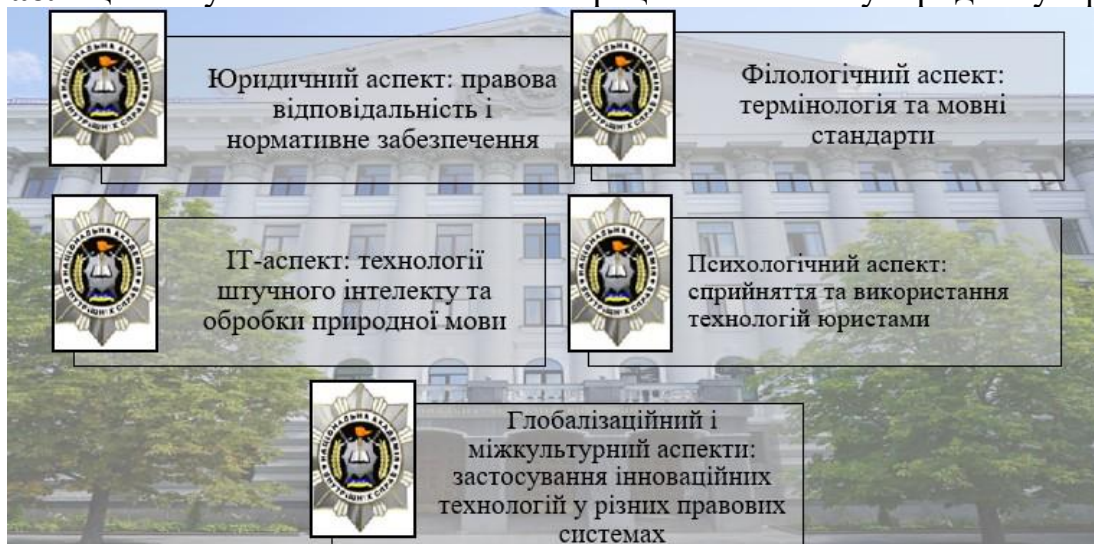 Юридичний аспект: правова
відповідальність і
нормативне забезпечення
Філологічний аспект:
термінологія та мовні
стандарти
ІТ-аспект: технології
штучного інтелекту та
обробки природної мови
Психологічний аспект:
сприйняття та використання
технологій юристами
Глобалізаційний і
міжкультурний аспекти:
застосування інноваційних
технологій у різних правових
системах